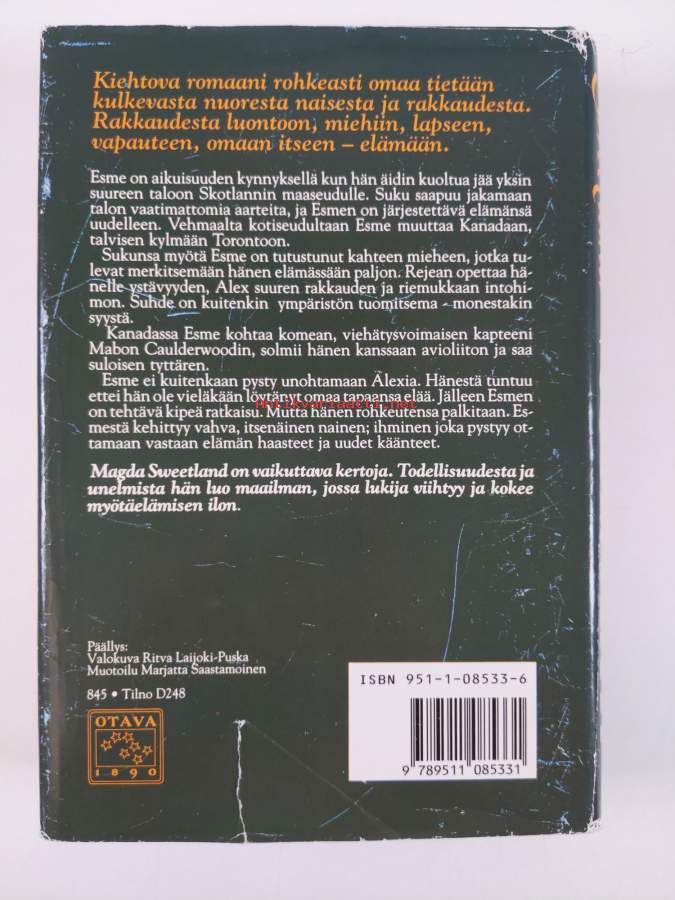 Kiehtova romaani rohkeasti omaa tietään
kulkevasta nuoresta naisesta ja rakkaudesta.
Rakkaudesta luontoon, miehiin, lapseen,
vapauteen, omaan itseen – elämään.
Esme on aikuisuuden kynnyksellä kun hän äidin kuoltua jää yksin
suureen taloon Skotlannin maaseudulle. Suku saapuu jakamaan
talon vaatimattomia aarteita, ja Esmen on järjestettävä elämänsä
uudelleen. Vehmaalta kotiseudultaan Esme muuttaa Kanadaan,
talvisen kylmään Torontoon.
Sukunsa myötä Esme on tutustunut kahteen mieheen, jotka tu-
levat merkitsemään hänen elämässään paljon. Rejean opettaa hä-
nelle ystävyyden, Alex suuren rakkauden ja riemukkaan intohi-
mon. Suhde on kuitenkin ympäristön tuomitsema - monestakin
syystä.
Kanadassa Esme kohtaa komean, viehätysvoimaisen kapteeni
Mabon Caulderwoodin, solmii hänen kanssaan avioliiton ja saa
suloisen tyttären.
Esme ei kuitenkaan pysty unohtamaan Alexia. Hänestä tuntuu
ettei hän ole vieläkään löytänyt omaa tapaansa elää. Jälleen Esmen
on tehtävä kipeä ratkaisu. Mutta hänen rohkeutensa palkitaan. Es-
mestä kehittyy vahva, itsenäinen nainen; ihminen joka pystyy ot-
tamaan vastaan elämän haasteet ja uudet käänteet.
antikvariaatti.net
Magda Sweetland on vaikuttava kertoja. Todellisuudesta ja
unelmista hän luo maailman, jossa lukija viihtyy ja kokee
myötäelämisen ilon.
Päällys:
Valokuva Ritva Laijoki-Puska
Muotoilu Marjatta Saastamoinen
845 • Tilno D248
OTAVA
1890
ISBN 951-1-08533-6
9 789511 085331